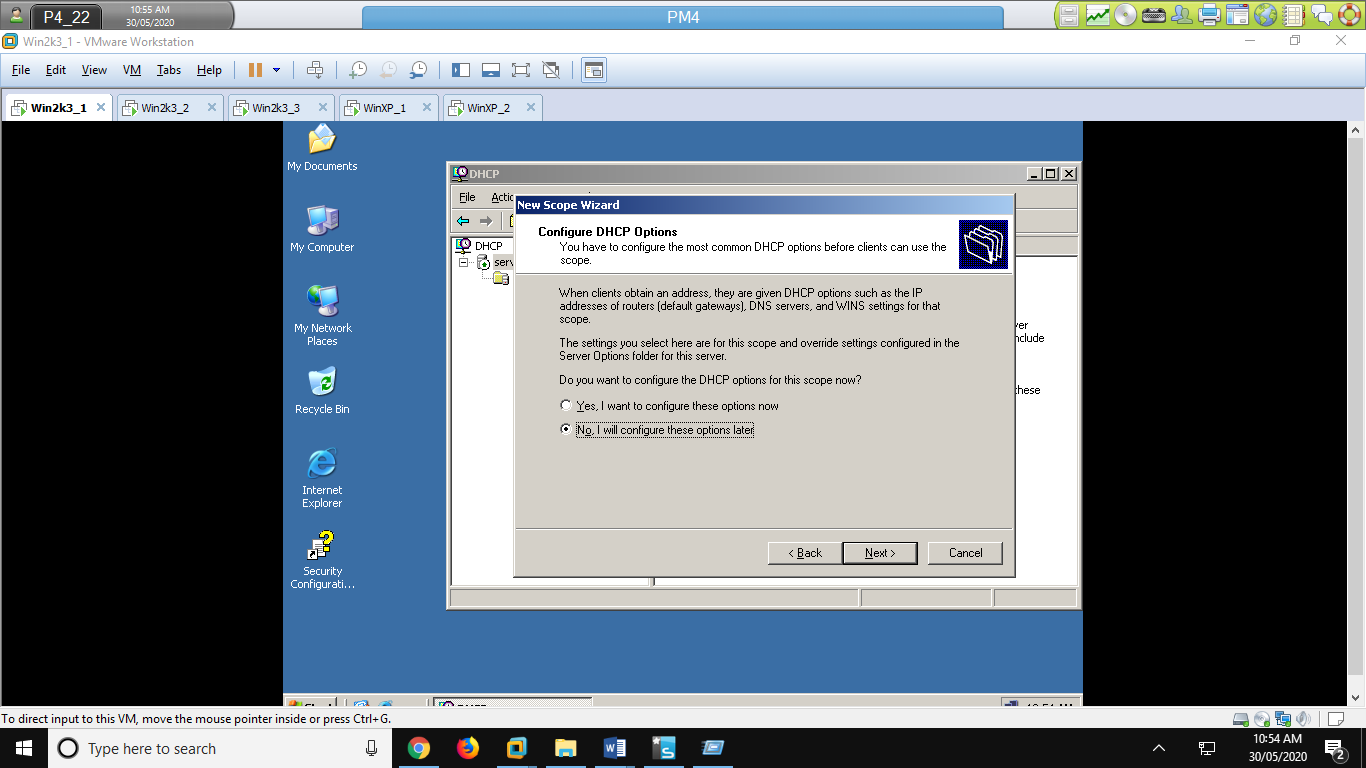 P4_22
10:55 AM
30/05/2020
PM4
Win2k3_1 - VMware Workstation
File Edit View VM Tabs Help
Win2k3_1 Win2k3_2 Win2k3_3 WinXP_1 WinXP_2
My Documents
My Computer
My Network
Places
Recycle Bin
Internet
Explorer
Security
Configurati...
DHCP
File
DHCP
New Scope Wizard
Configure DHCP Options
You have to configure the most common DHCP options before clients can use the
scope.
When clients obtain an address, they are given DHCP options such as the IP
addresses of routers (default gateways), DNS servers, and WINS settings for that
scope.
The settings you select here are for this scope and override settings configured in the
Server Options folder for this server.
Do you want to configure the DHCP options for this scope now?
Yes, I want to configure these options now
No, I will configure these options later
< Back Next > Cancel
these
To direct input to this VM, move the mouse pointer inside or press Ctrl+G.
Type here to search
10:54 AM
30/05/2020
2